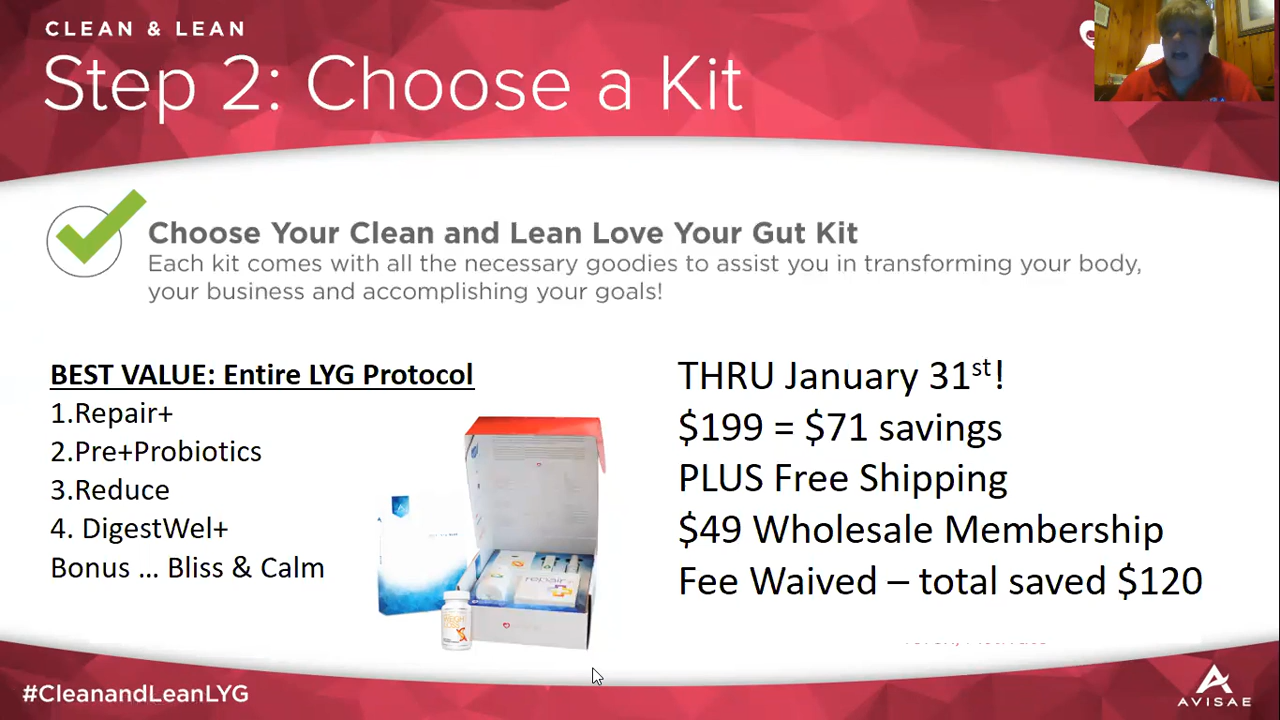 CLEAN & LEAN
Step 2: Choose a Kit
Choose Your Clean and Lean Love Your Gut Kit
Each kit comes with all the necessary goodies to assist you in transforming your body,
your business and accomplishing your goals!
BEST VALUE: Entire LYG Protocol
1.Repair+
2.Pre+Probiotics
3.Reduce
4. DigestWel+
Bonus ... Bliss & Calm
repair
THRU January 31st!
$199 = $71 savings
PLUS Free Shipping
$49 Wholesale Membership
Fee Waived – total saved $120
#CleanandLeanLYG
AVISAE